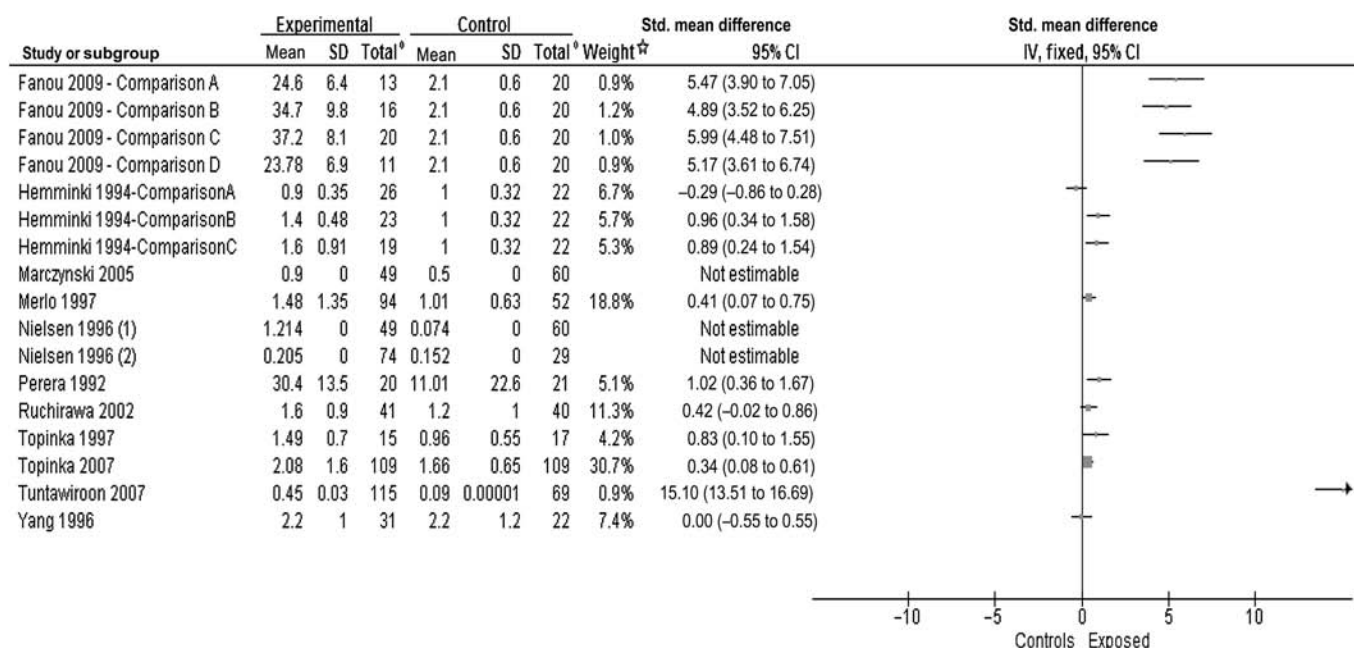 Experimental Control Std. mean difference Std. mean difference
Study or subgroup Mean SD Total◊ Mean SD Total◊ Weight☆ 95% CI IV, fixed, 95% CI
Fanou 2009 - Comparison A 24.6 6.4 13 2.1 0.6 20 0.9% 5.47 (3.90 to 7.05)
Fanou 2009 - Comparison B 34.7 9.8 16 2.1 0.6 20 1.2% 4.89 (3.52 to 6.25)
Fanou 2009 - Comparison C 37.2 8.1 20 2.1 0.6 20 1.0% 5.99 (4.48 to 7.51)
Fanou 2009 - Comparison D 23.78 6.9 11 2.1 0.6 20 0.9% 5.17 (3.61 to 6.74)
Hemminki 1994-ComparisonA 0.9 0.35 26 1 0.32 22 6.7% −0.29 (−0.86 to 0.28)
Hemminki 1994-ComparisonB 1.4 0.48 23 1 0.32 22 5.7% 0.96 (0.34 to 1.58)
Hemminki 1994-ComparisonC 1.6 0.91 19 1 0.32 22 5.3% 0.89 (0.24 to 1.54)
Marczynski 2005 0.9 0 49 0.5 0 60 Not estimable
Merlo 1997 1.48 1.35 94 1.01 0.63 52 18.8% 0.41 (0.07 to 0.75)
Nielsen 1996 (1) 1.214 0 49 0.074 0 60 Not estimable
Nielsen 1996 (2) 0.205 0 74 0.152 0 29 Not estimable
Perera 1992 30.4 13.5 20 11.01 22.6 21 5.1% 1.02 (0.36 to 1.67)
Ruchirawa 2002 1.6 0.9 41 1.2 1 40 11.3% 0.42 (−0.02 to 0.86)
Topinka 1997 1.49 0.7 15 0.96 0.55 17 4.2% 0.83 (0.10 to 1.55)
Topinka 2007 2.08 1.6 109 1.66 0.65 109 30.7% 0.34 (0.08 to 0.61)
Tuntawiroon 2007 0.45 0.03 115 0.09 0.00001 69 0.9% 15.10 (13.51 to 16.69)
Yang 1996 2.2 1 31 2.2 1.2 22 7.4% 0.00 (−0.55 to 0.55)
−10 −5 0 5 10
Controls Exposed